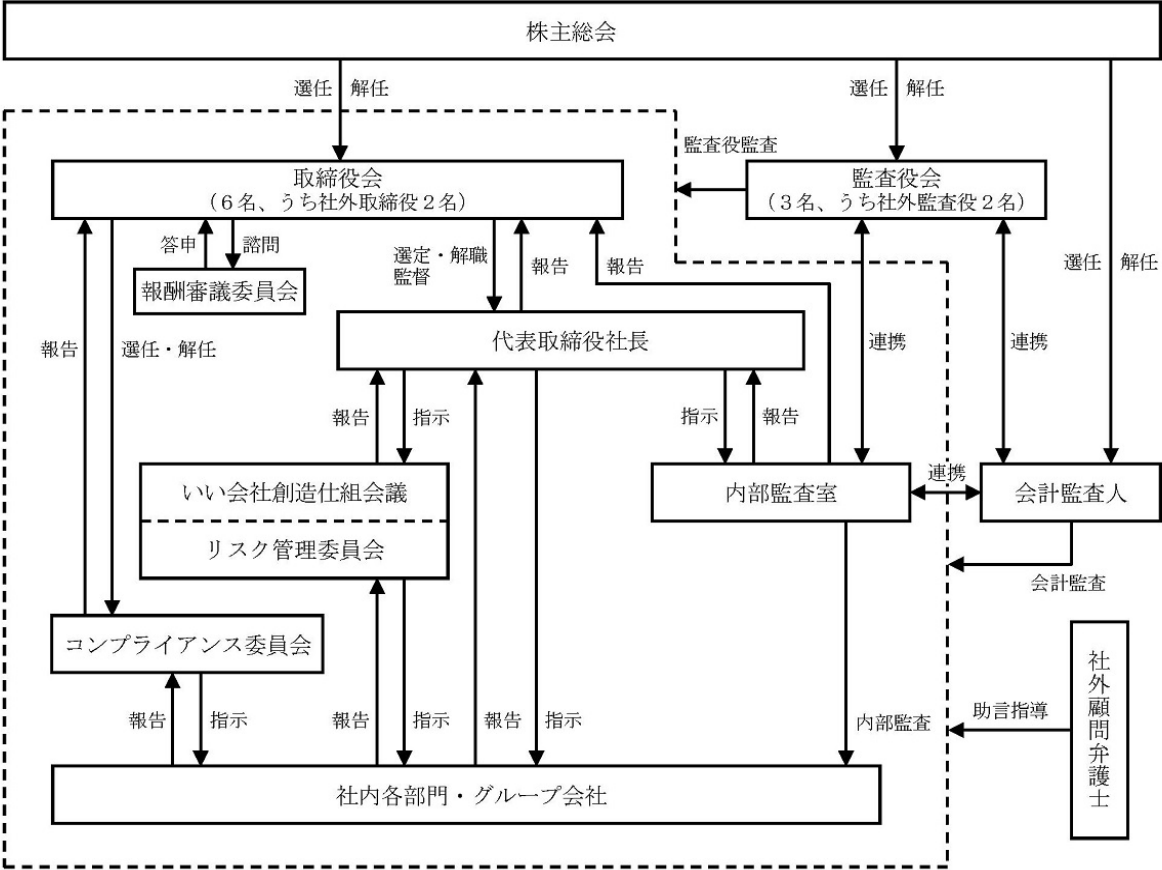 株主総会
選任
解任
選任
解任
監査役監査
取締役会
（６名、うち社外取締役２名）
監査役会
（３名、うち社外監査役２名）
答申
諮問
選定・解職
監督
報告
報告
選任
解任
報酬審議委員会
報告
選任・解任
代表取締役社長
連携
連携
報告
指示
指示
報告
いい会社創造仕組会議
リスク管理委員会
内部監査室
連携
会計監査人
会計監査
コンプライアンス委員会
社外顧問弁護士
報告
指示
報告
指示
報告
指示
内部監査
助言指導
社内各部門・グループ会社